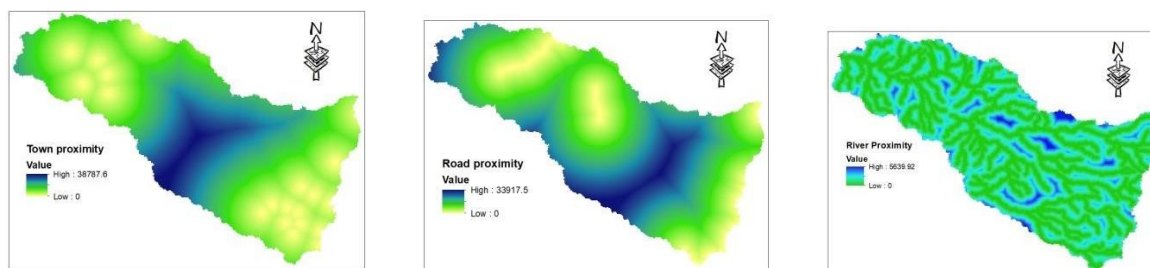 N
Town proximity
Value
High : 38787.6
Low : 0
N
Road proximity
Value
High : 33917.5
Low : 0
N
River Proximity
Value
High : 5639.92
Low : 0